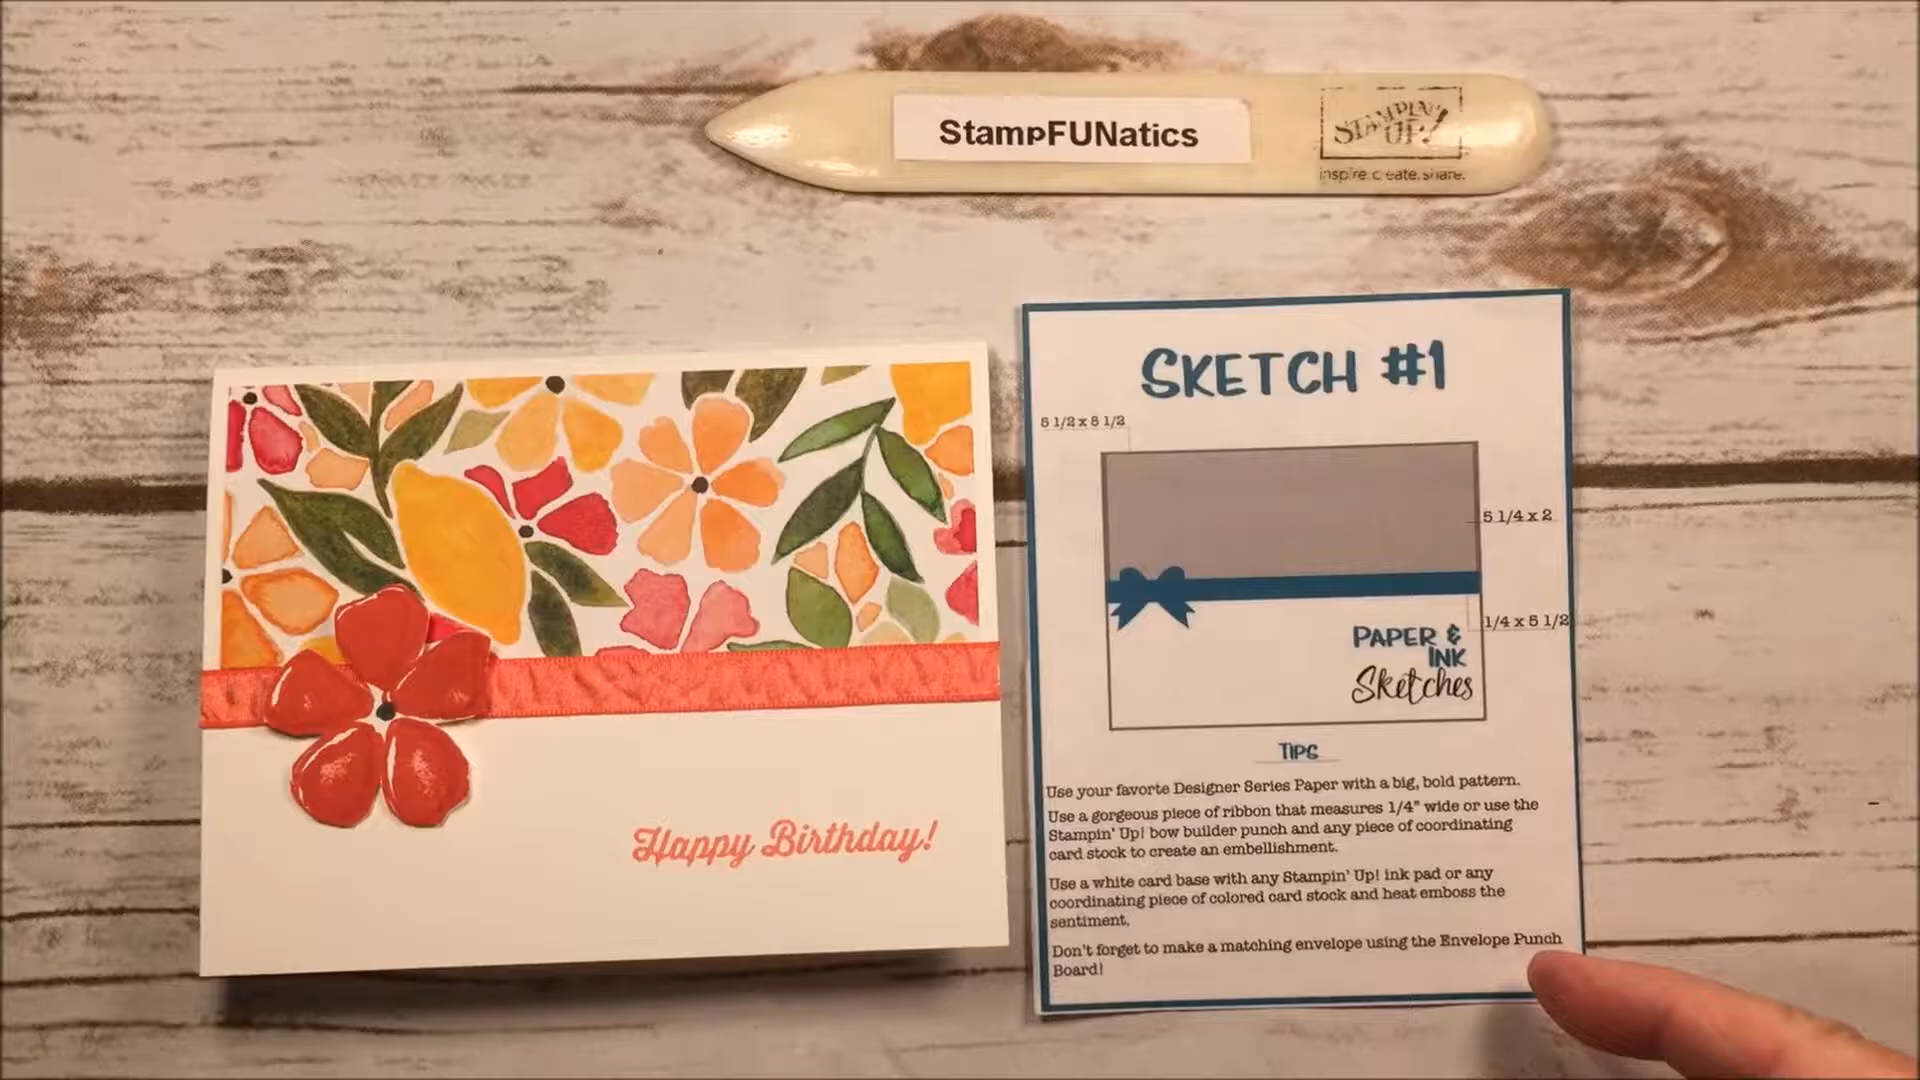 StampFUNatics
STAMPIN' UP!
inspire. create. share.
Happy Birthday!
SKETCH #1
5 1/2 x 8 1/2
5 1/4 x 2
1/4 x 5 1/2
PAPER &
INK
Sketches
TIPS
Use your favorte Designer Series Paper with a big, bold pattern.
Use a gorgeous piece of ribbon that measures 1/4" wide or use the
Stampin' Up! bow builder punch and any piece of coordinating
card stock to create an embellishment.
Use a white card base with any Stampin' Up! ink pad or any
coordinating piece of colored card stock and heat emboss the
sentiment.
Don't forget to make a matching envelope using the Envelope Punch
Board!